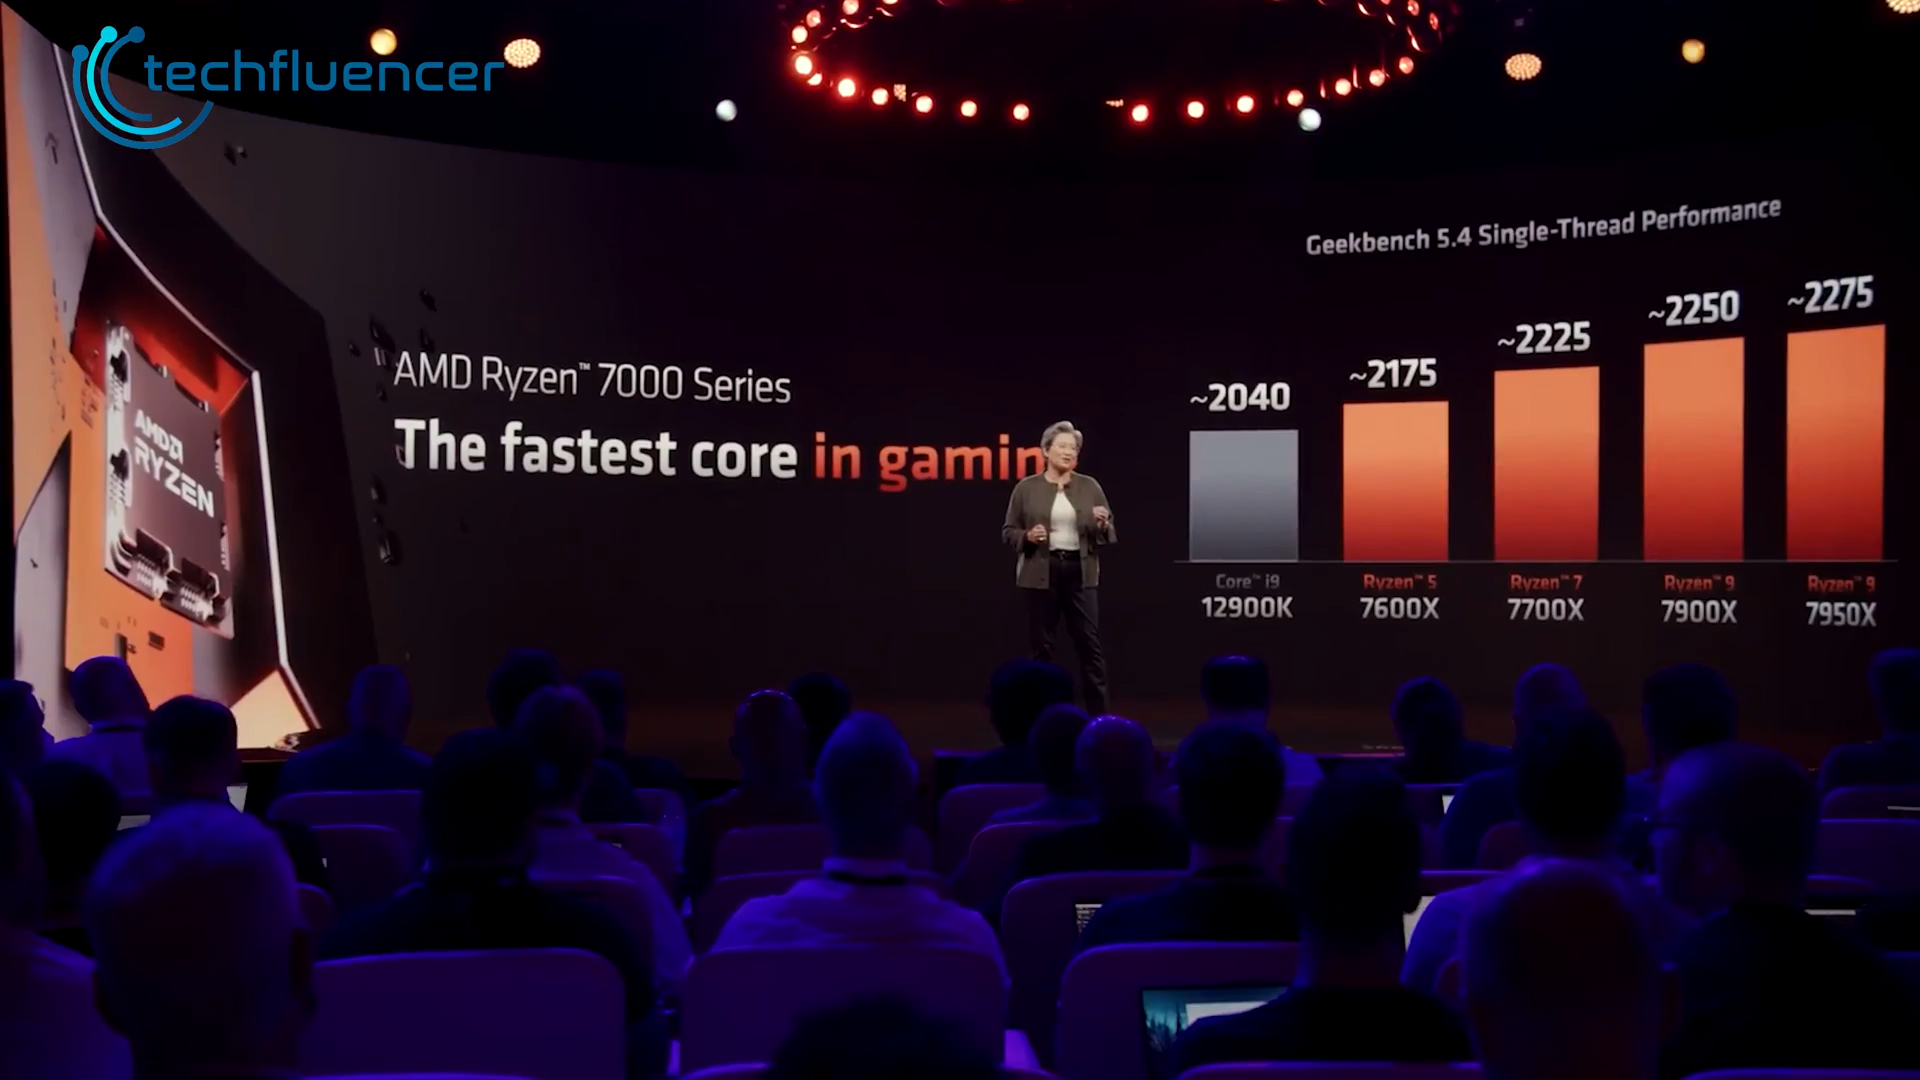 techfluencer
AMD Ryzen™ 7000 Series
The fastest core in gamin
AMD
RYZEN
Geekbench 5.4 Single-Thread Performance
~2040
~2175
~2225
~2250
~2275
Core™ i9
12900K
Ryzen™ 5
7600X
Ryzen™ 7
7700X
Ryzen™ 9
7900X
Ryzen™ 9
7950X